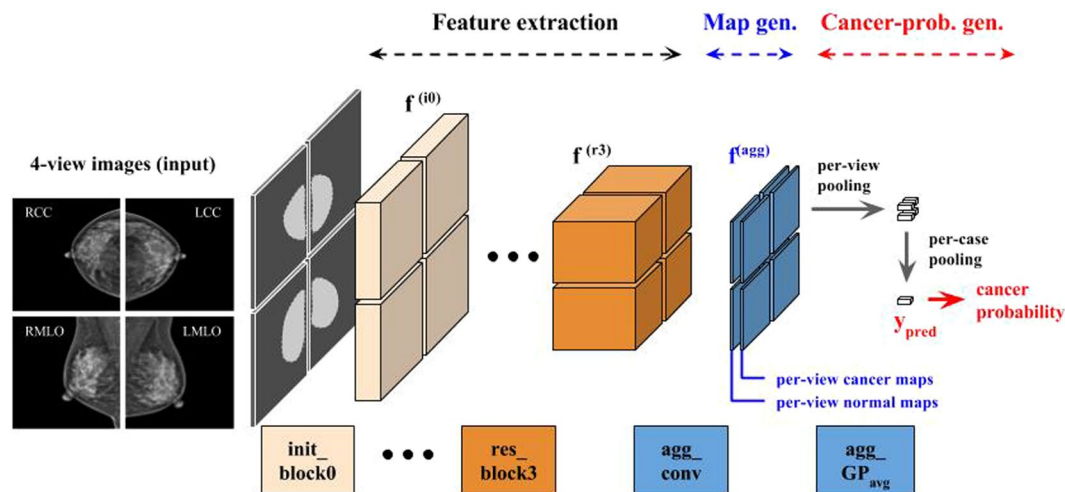 Feature extraction
Map gen.
Cancer-prob. gen.
f (i0)
f (r3)
f(agg)
4-view images (input)
RCC
LCC
RMLO
LMLO
per-view
pooling
per-case
pooling
cancer
probability
ypred
per-view cancer maps
per-view normal maps
init_
block0
res_
block3
agg_
conv
agg_
GPavg